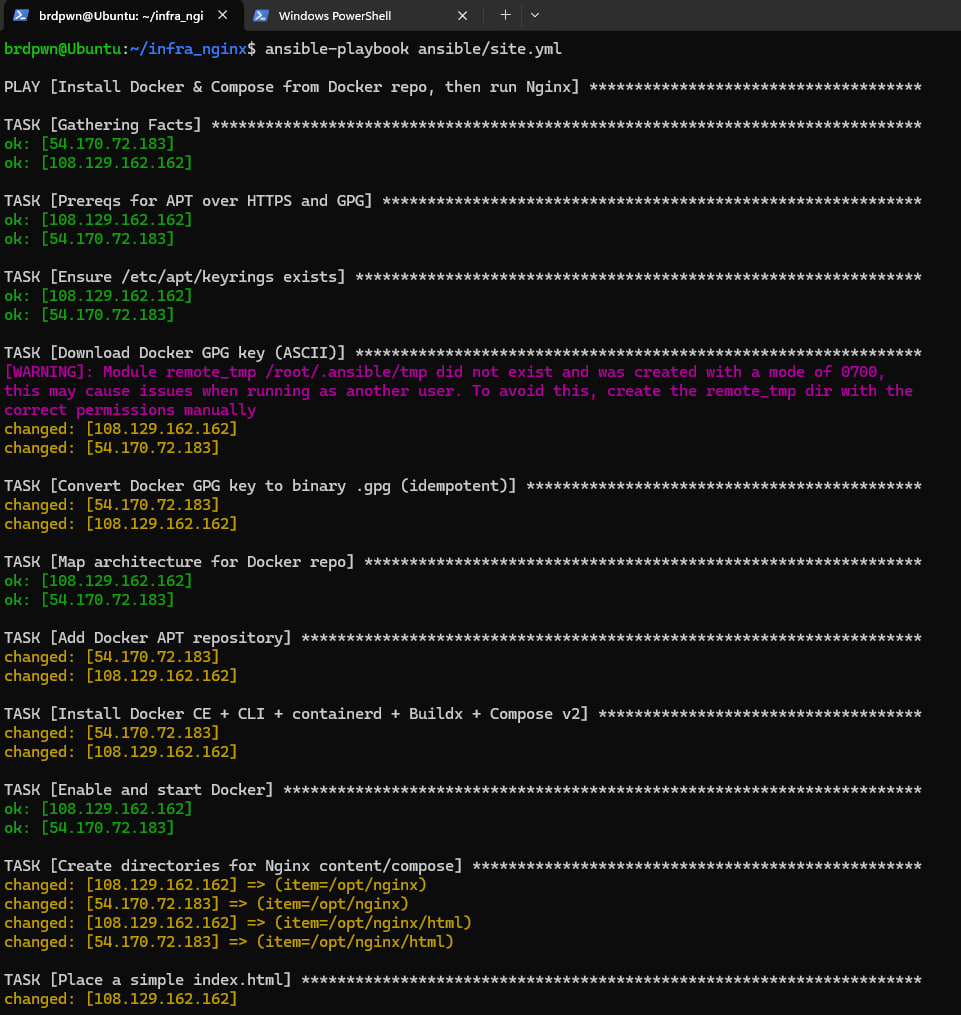 brdpwn@Ubuntu: ~/infra_ngi
Windows PowerShell
brdpwn@Ubuntu:~/infra_nginx$ ansible-playbook ansible/site.yml
PLAY [Install Docker & Compose from Docker repo, then run Nginx] *************************************
TASK [Gathering Facts] *******************************************************************************
ok: [54.170.72.183]
ok: [108.129.162.162]
TASK [Prereqs for APT over HTTPS and GPG] ************************************************************
ok: [108.129.162.162]
ok: [54.170.72.183]
TASK [Ensure /etc/apt/keyrings exists] ***************************************************************
ok: [108.129.162.162]
ok: [54.170.72.183]
TASK [Download Docker GPG key (ASCII)] ***************************************************************
[WARNING]: Module remote_tmp /root/.ansible/tmp did not exist and was created with a mode of 0700,
this may cause issues when running as another user. To avoid this, create the remote_tmp dir with the
correct permissions manually
changed: [108.129.162.162]
changed: [54.170.72.183]
TASK [Convert Docker GPG key to binary .gpg (idempotent)] ********************************************
changed: [54.170.72.183]
changed: [108.129.162.162]
TASK [Map architecture for Docker repo] **************************************************************
ok: [108.129.162.162]
ok: [54.170.72.183]
TASK [Add Docker APT repository] *********************************************************************
changed: [54.170.72.183]
changed: [108.129.162.162]
TASK [Install Docker CE + CLI + containerd + Buildx + Compose v2] ************************************
changed: [54.170.72.183]
changed: [108.129.162.162]
TASK [Enable and start Docker] ***********************************************************************
ok: [108.129.162.162]
ok: [54.170.72.183]
TASK [Create directories for Nginx content/compose] **************************************************
changed: [108.129.162.162] => (item=/opt/nginx)
changed: [54.170.72.183] => (item=/opt/nginx)
changed: [108.129.162.162] => (item=/opt/nginx/html)
changed: [54.170.72.183] => (item=/opt/nginx/html)
TASK [Place a simple index.html] *********************************************************************
changed: [108.129.162.162]